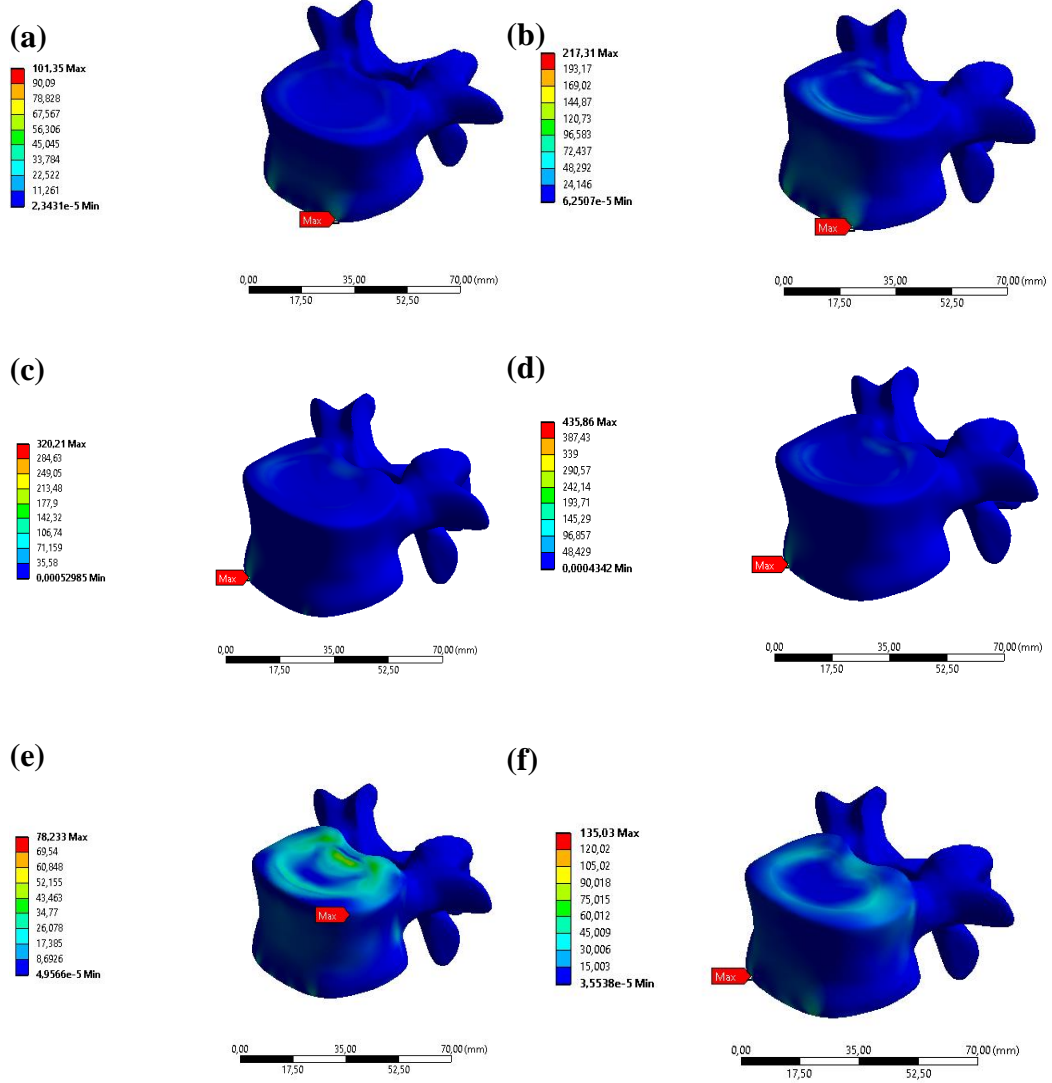 (a)
101,35 Max
90,09
78,828
67,567
56,306
45,045
33,784
22,522
11,261
2,3431e-5 Min
Max
0,00 35,00 70,00 (mm)
17,50 52,50
(b)
217,31 Max
193,17
169,02
144,87
120,73
96,583
72,437
48,292
24,146
6,2507e-5 Min
Max
0,00 35,00 70,00 (mm)
17,50 52,50
(c)
320,21 Max
284,63
249,05
213,48
177,9
142,32
106,74
71,159
35,58
0,00052985 Min
Max
0,00 35,00 70,00 (mm)
17,50 52,50
(d)
435,86 Max
387,43
339
290,57
242,14
193,71
145,29
96,857
48,429
0,0004342 Min
Max
0,00 35,00 70,00 (mm)
17,50 52,50
(e)
78,233 Max
69,54
60,848
52,155
43,463
34,77
26,078
17,385
8,6926
4,9566e-5 Min
Max
0,00 35,00 70,00 (mm)
17,50 52,50
(f)
135,03 Max
120,02
105,02
90,018
75,015
60,012
45,009
30,006
15,003
3,5538e-5 Min
Max
0,00 35,00 70,00 (mm)
17,50 52,50